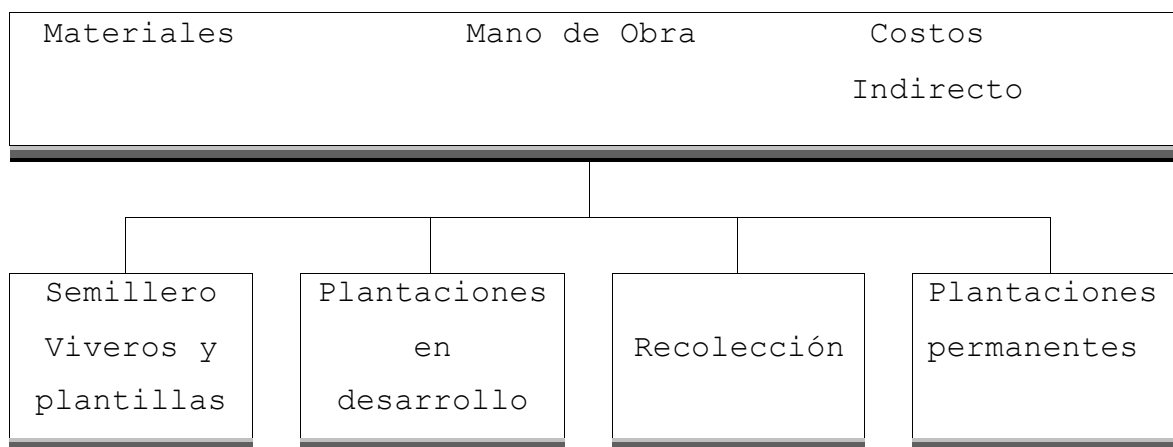 Materiales Mano de Obra Costos
Indirecto
Semillero
Viveros y
plantillas
Plantaciones
en
desarrollo
Recolección
Plantaciones
permanentes